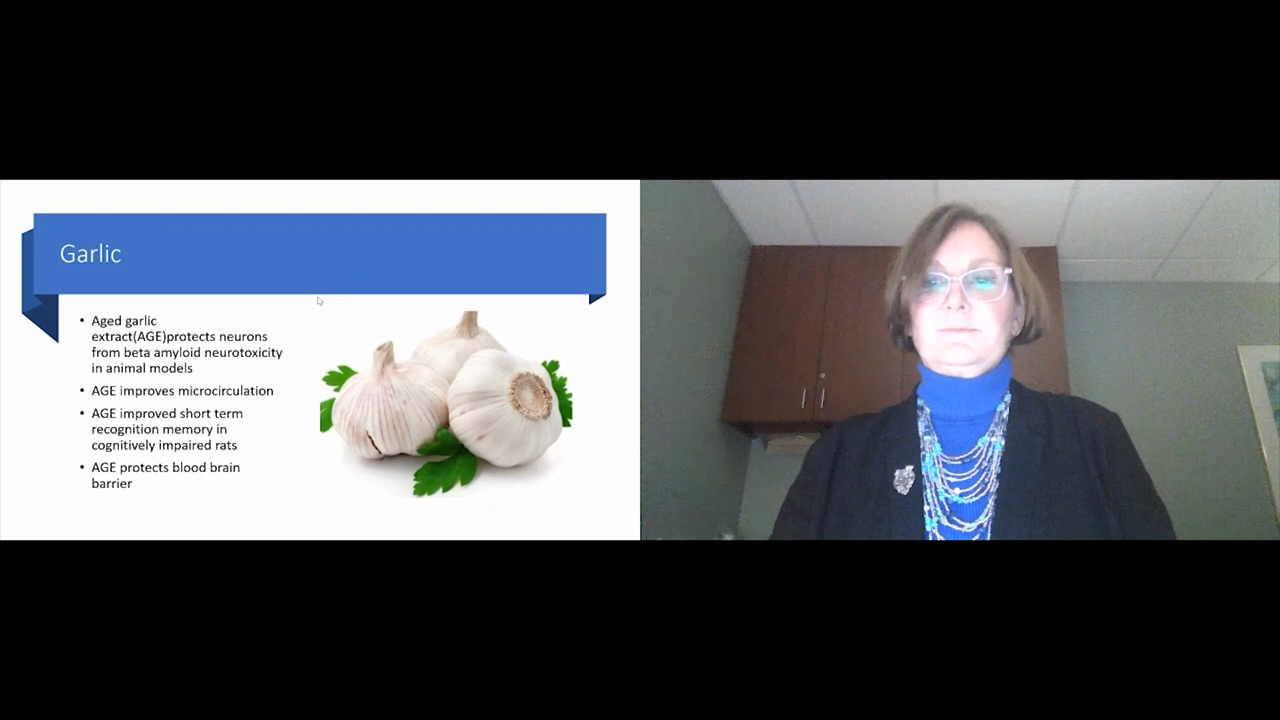 Garlic
• Aged garlic
extract(AGE)protects neurons
from beta amyloid neurotoxicity
in animal models
• AGE improves microcirculation
• AGE improved short term
recognition memory in
cognitively impaired rats
• AGE protects blood brain
barrier